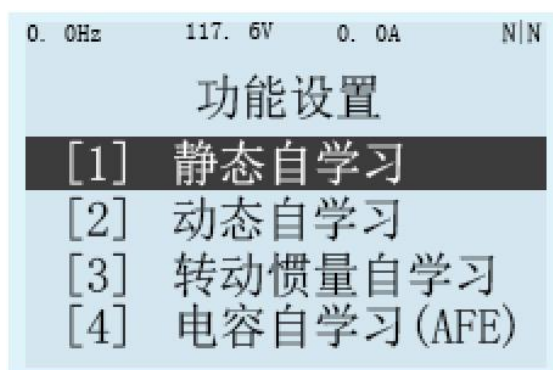 0. 0Hz 117. 6V 0. 0A N|N
功能设置
[1] 静态自学习
[2] 动态自学习
[3] 转动惯量自学习
[4] 电容自学习(AFE)